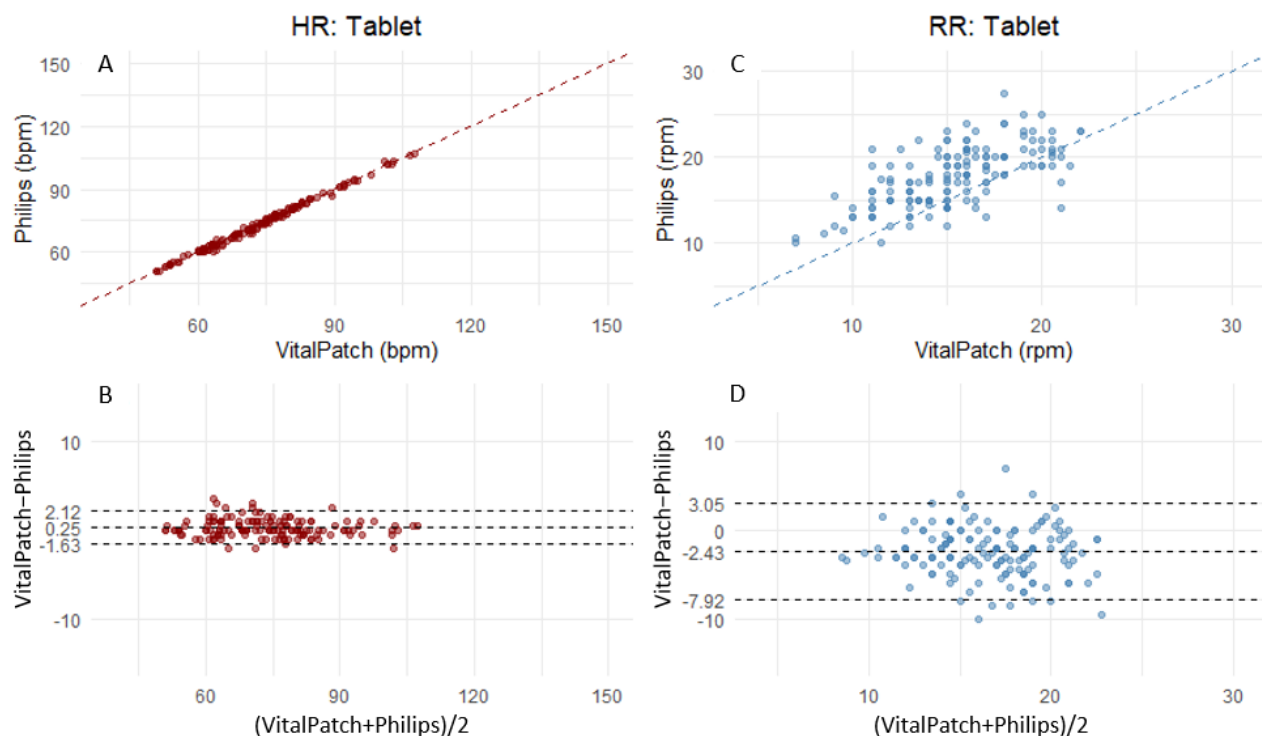 HR: Tablet
A
150
120
90
60
Philips (bpm)
60
90
120
150
VitalPatch (bpm)
B
10
2.12
0.25
-1.63
-10
VitalPatch−Philips
60
90
120
150
(VitalPatch+Philips)/2
RR: Tablet
C
30
20
10
Philips (rpm)
10
20
30
VitalPatch (rpm)
D
10
3.05
0
-2.43
-7.92
-10
VitalPatch−Philips
10
20
30
(VitalPatch+Philips)/2